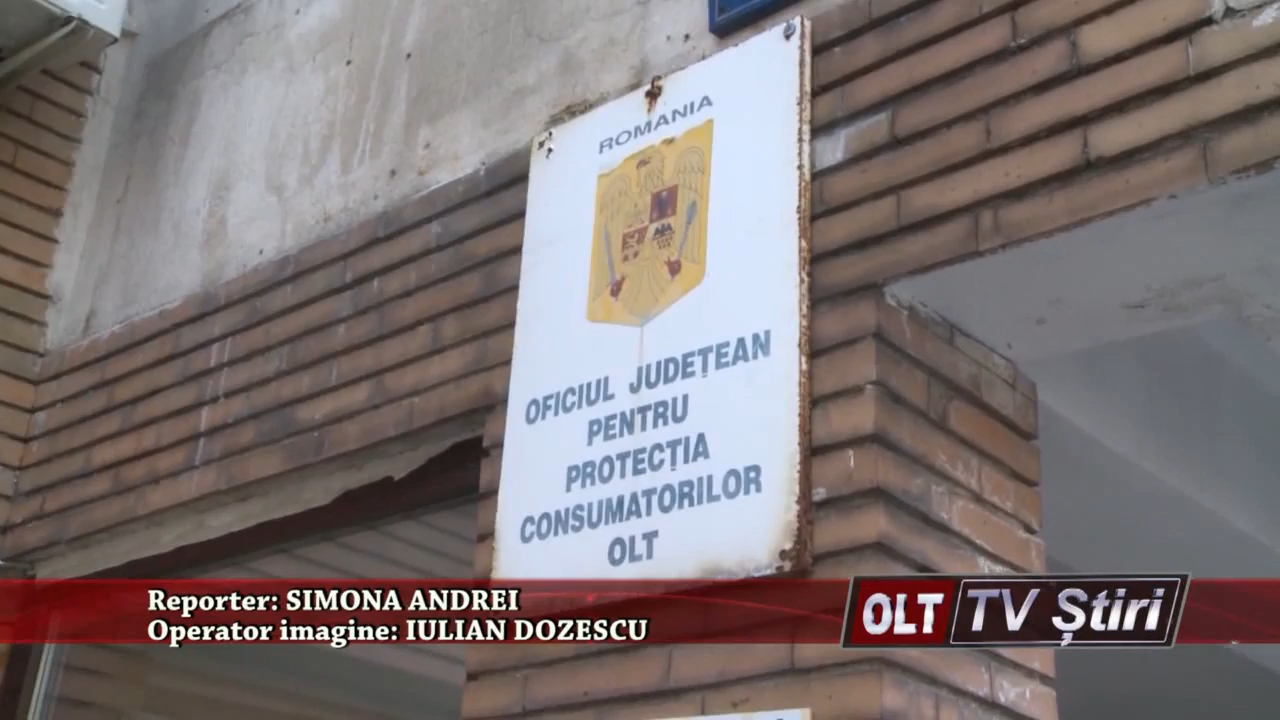 ROMANIA
OFICIUL JUDEȚEAN
PENTRU
PROTECȚIA
CONSUMATORILOR
OLT
Reporter: SIMONA ANDREI
Operator imagine: IULIAN DOZESCU
OLT TV Știri